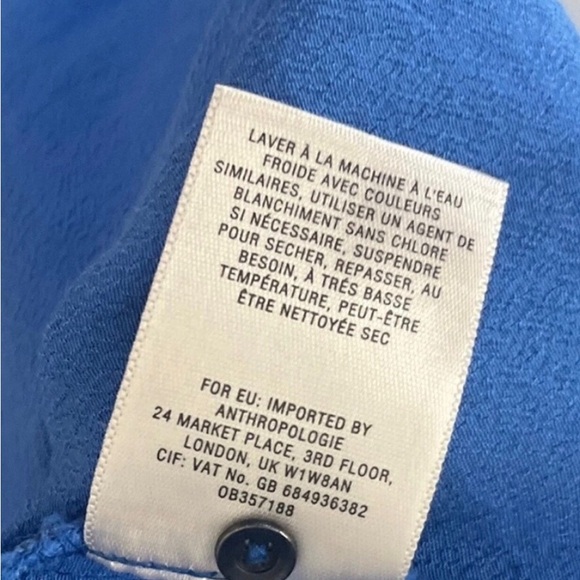 LAVER À LA MACHINE À L'EAU
FROIDE AVEC COULEURS
SIMILAIRES, UTILISER UN AGENT DE
BLANCHIMENT SANS CHLORE
SI NÉCESSAIRE, SUSPENDRE
POUR SECHER, REPASSER, AU
BESOIN, À TRÉS BASSE
TEMPÉRATURE, PEUT-ÊTRE
ÊTRE NETTOYÉE SEC
FOR EU: IMPORTED BY
ANTHROPOLOGIE
24 MARKET PLACE, 3RD FLOOR,
LONDON, UK W1W8AN
CIF: VAT No. GB 684936382
OB357188